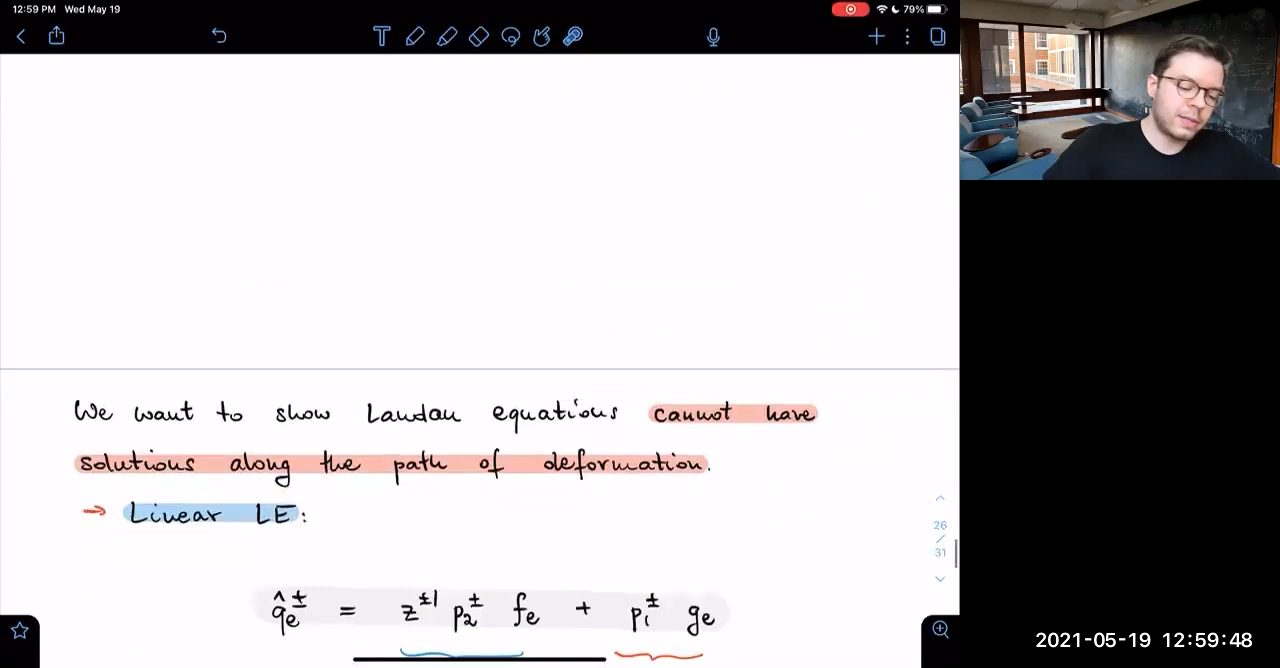 12:59 PM Wed May 19
79%
We want to show Landau equations cannot have
solutions along the path of deformation.
→ Linear LE:
26
/
31
q̂ₑ^± = z^{±1} p₂^± fₑ + p₁^± gₑ
2021-05-19 12:59:48